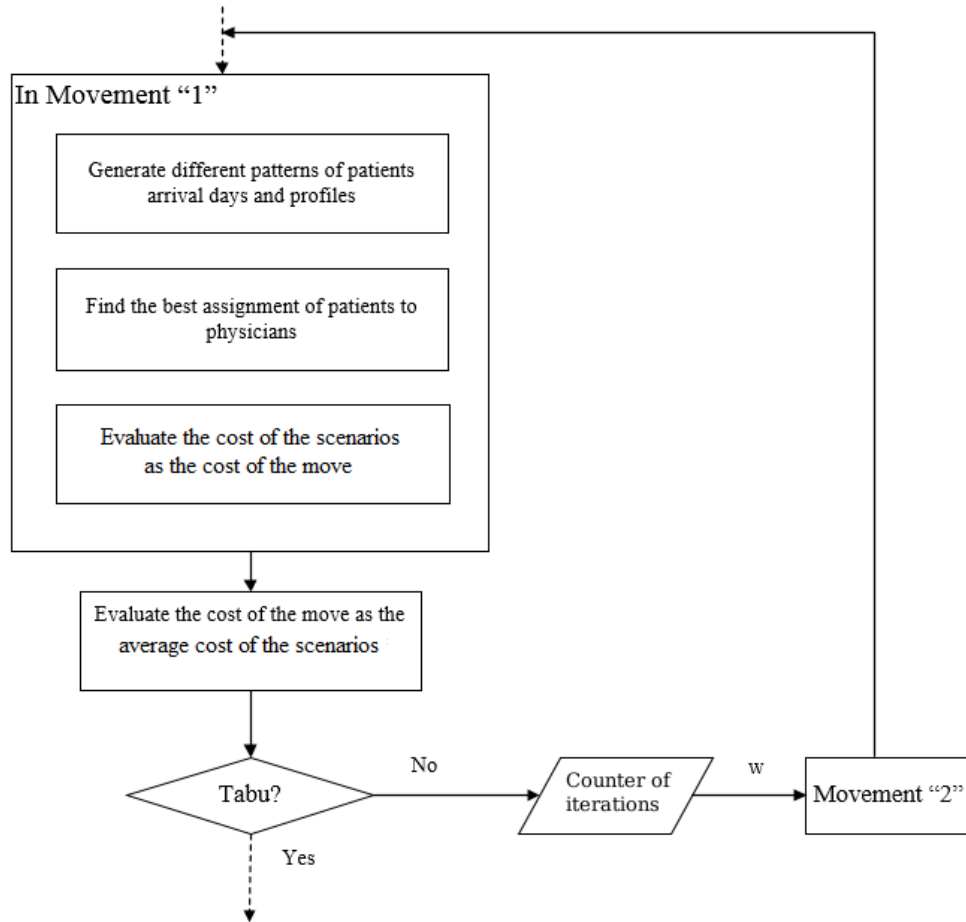 In Movement “1”
Generate different patterns of patients
arrival days and profiles
Find the best assignment of patients to
physicians
Evaluate the cost of the scenarios
as the cost of the move
Evaluate the cost of the move as the
average cost of the scenarios
Tabu?
No
Counter of
iterations
w
Movement “2”
Yes